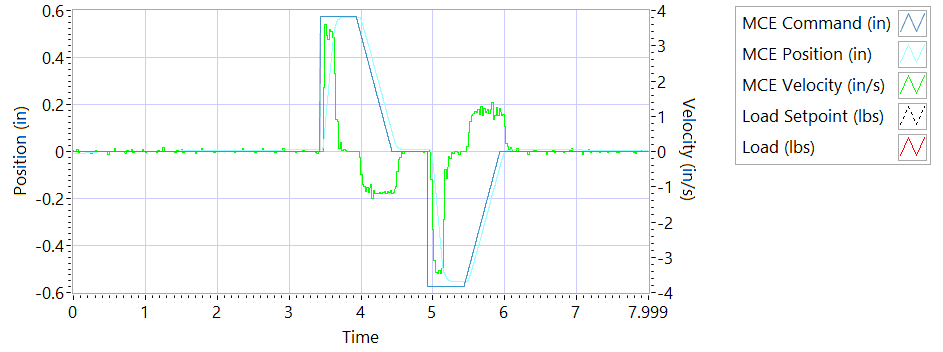 0.6
0.4
0.2
0
-0.2
-0.4
-0.6
Position (in)
4
3
2
1
0
-1
-2
-3
-4
Velocity (in/s)
0 1 2 3 4 5 6 7 7.999
Time
MCE Command (in)
MCE Position (in)
MCE Velocity (in/s)
Load Setpoint (lbs)
Load (lbs)